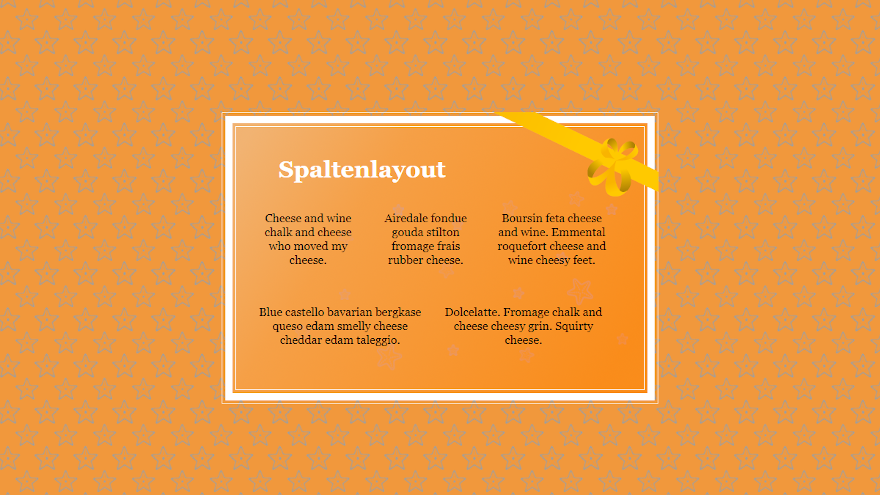 Spaltenlayout
Cheese and wine
chalk and cheese
who moved my
cheese.
Airedale fondue
gouda stilton
fromage frais
rubber cheese.
Boursin feta cheese
and wine. Emmental
roquefort cheese and
wine cheesy feet.
Blue castello bavarian bergkase
queso edam smelly cheese
cheddar edam taleggio.
Dolcelatte. Fromage chalk and
cheese cheesy grin. Squirty
cheese.